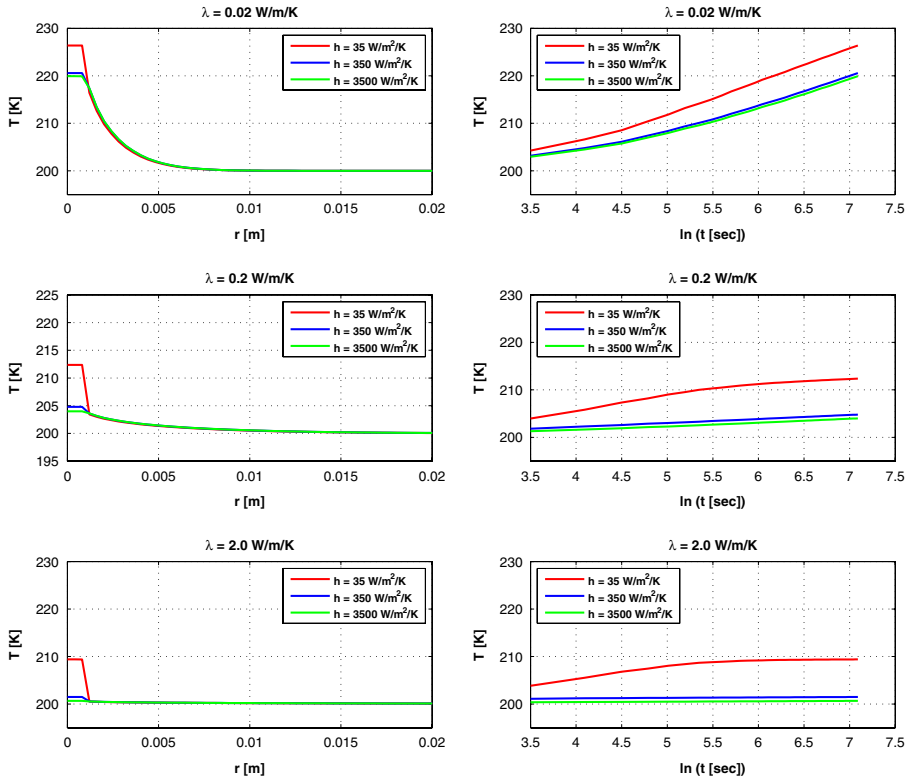 λ = 0.02 W/m/K
230
220
210
200
T [K]
0
0.005
0.01
0.015
0.02
r [m]
h = 35 W/m²/K
h = 350 W/m²/K
h = 3500 W/m²/K
λ = 0.02 W/m/K
230
220
210
200
T [K]
3.5
4
4.5
5
5.5
6
6.5
7
7.5
ln (t [sec])
h = 35 W/m²/K
h = 350 W/m²/K
h = 3500 W/m²/K
λ = 0.2 W/m/K
225
220
215
210
205
200
195
T [K]
0
0.005
0.01
0.015
0.02
r [m]
h = 35 W/m²/K
h = 350 W/m²/K
h = 3500 W/m²/K
λ = 0.2 W/m/K
230
220
210
200
T [K]
3.5
4
4.5
5
5.5
6
6.5
7
7.5
ln (t [sec])
h = 35 W/m²/K
h = 350 W/m²/K
h = 3500 W/m²/K
λ = 2.0 W/m/K
230
220
210
200
T [K]
0
0.005
0.01
0.015
0.02
r [m]
h = 35 W/m²/K
h = 350 W/m²/K
h = 3500 W/m²/K
λ = 2.0 W/m/K
230
220
210
200
T [K]
3.5
4
4.5
5
5.5
6
6.5
7
7.5
ln (t [sec])
h = 35 W/m²/K
h = 350 W/m²/K
h = 3500 W/m²/K